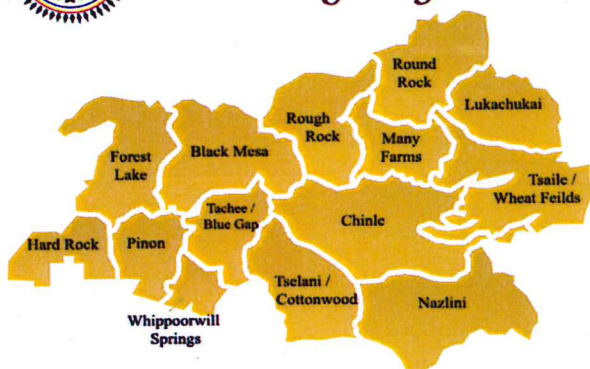 Round
Rock
Lukachukai
Rough
Rock
Many
Farms
Forest
Lake
Black Mesa
Tsaile /
Wheat Feilds
Tachee /
Blue Gap
Chinle
Hard Rock
Pinon
Tselani /
Cottonwood
Nazlini
Whippoorwill
Springs